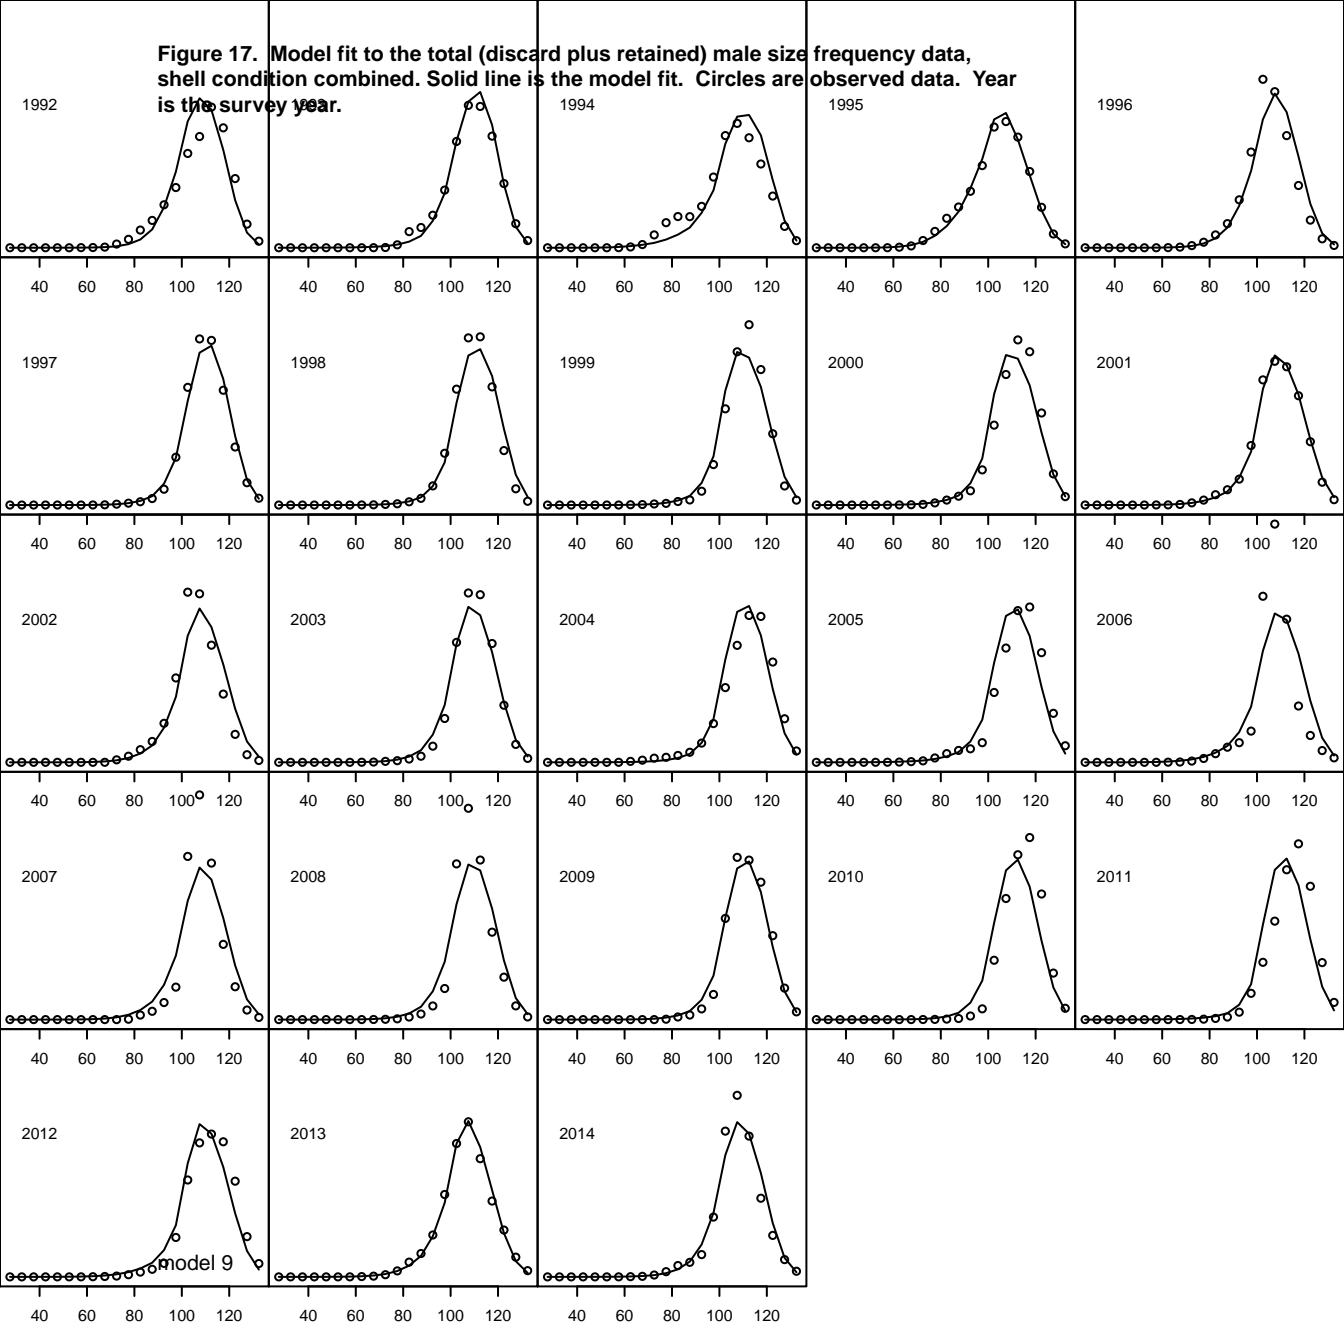 Figure 17.  Model fit to the total (discard plus retained) male size frequency data,
shell condition combined. Solid line is the model fit.  Circles are observed data.  Year
is the survey year.
1992 1993 1994 1995 1996
40 60 80 100 120 40 60 80 100 120 40 60 80 100 120 40 60 80 100 120 40 60 80 100 120
1997 1998 1999 2000 2001
40 60 80 100 120 40 60 80 100 120 40 60 80 100 120 40 60 80 100 120 40 60 80 100 120
2002 2003 2004 2005 2006
40 60 80 100 120 40 60 80 100 120 40 60 80 100 120 40 60 80 100 120 40 60 80 100 120
2007 2008 2009 2010 2011
40 60 80 100 120 40 60 80 100 120 40 60 80 100 120 40 60 80 100 120 40 60 80 100 120
2012 2013 2014
model 9
40 60 80 100 120 40 60 80 100 120 40 60 80 100 120